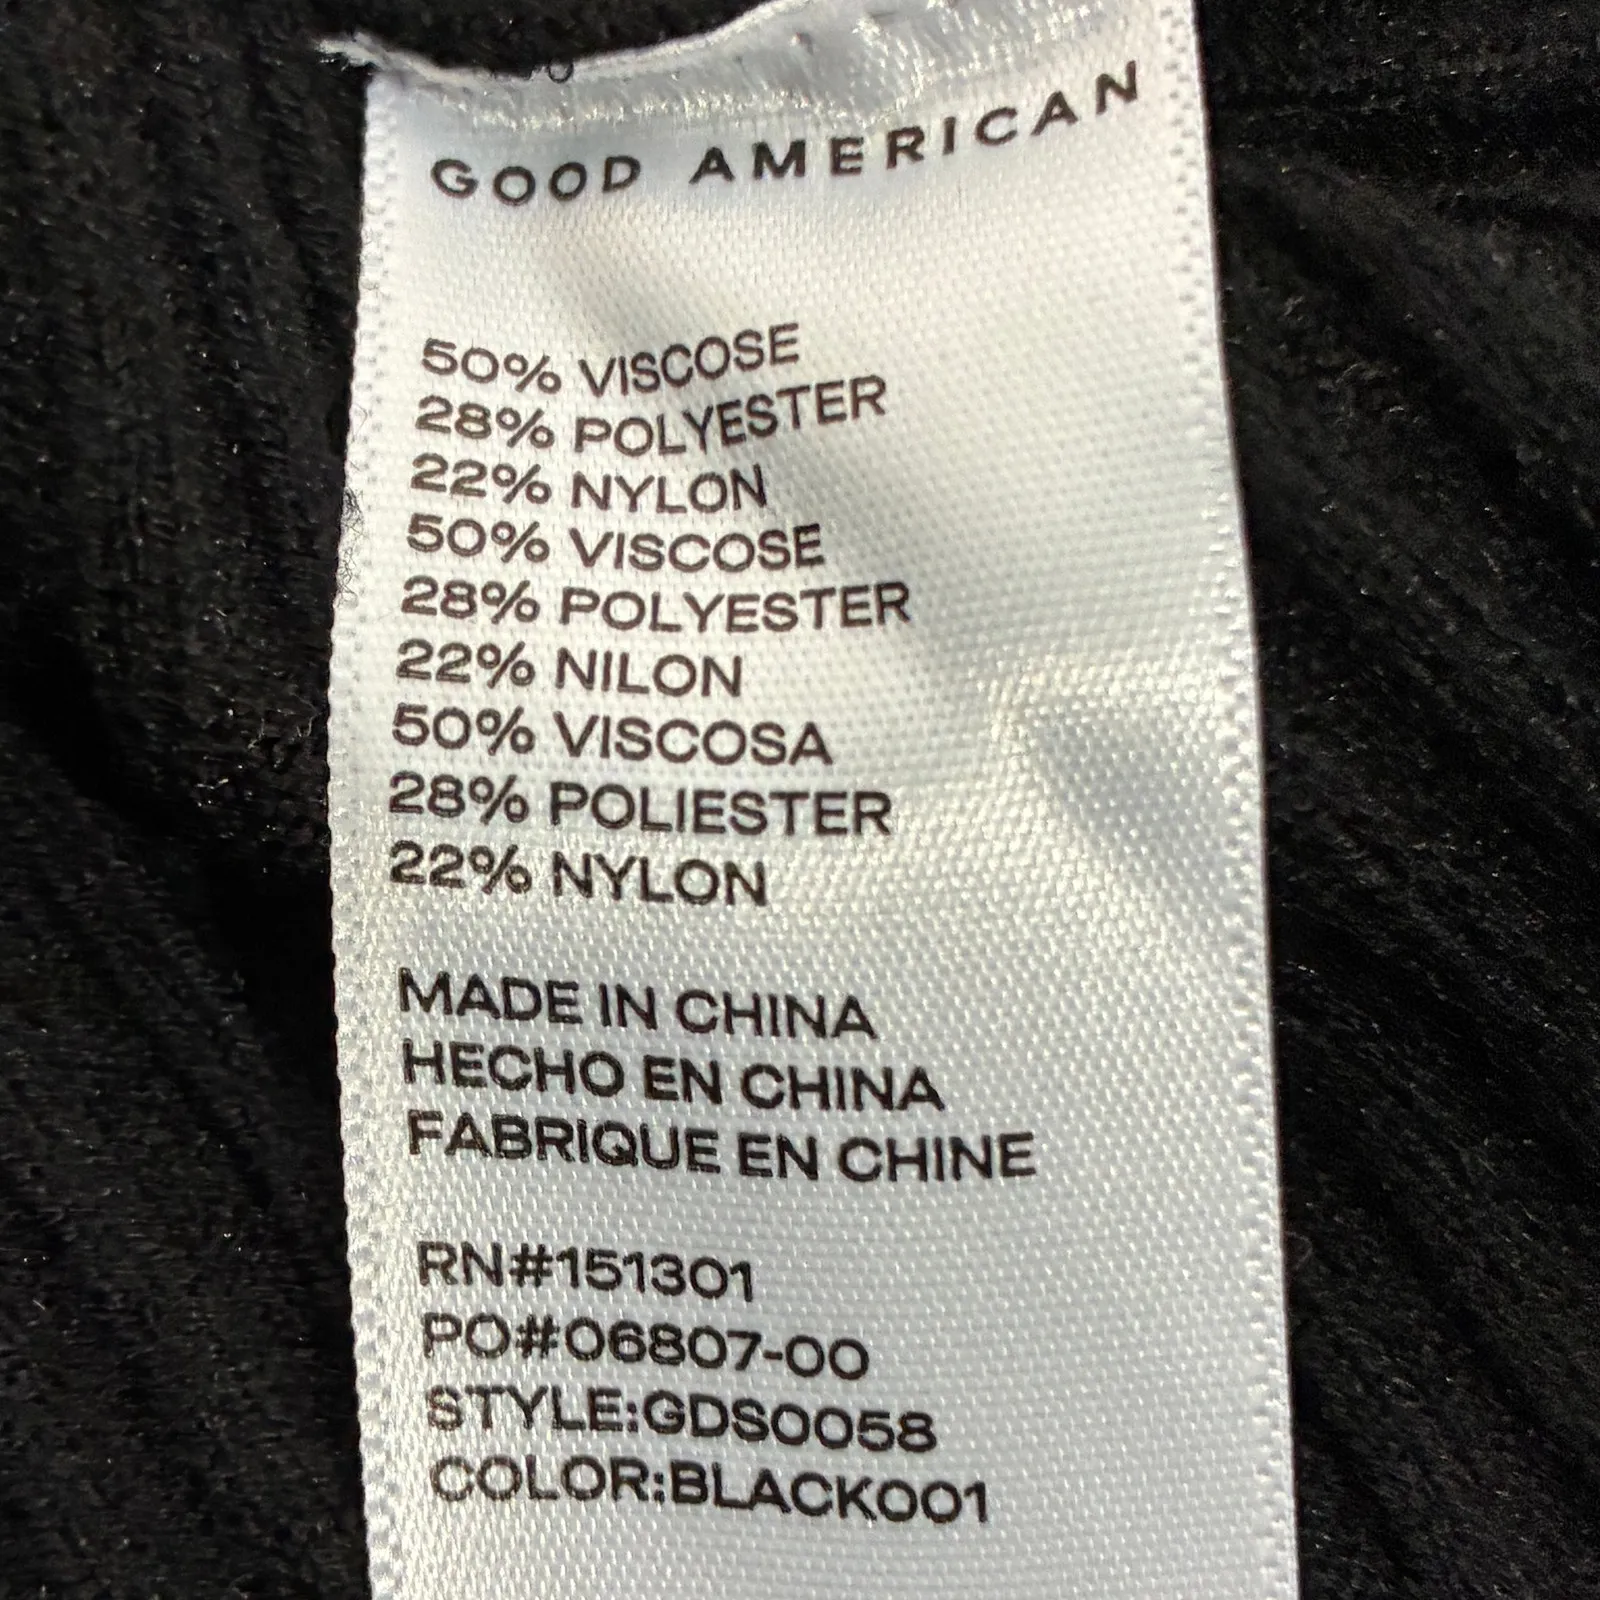 GOOD AMERICAN
50% VISCOSE
28% POLYESTER
22% NYLON
50% VISCOSE
28% POLYESTER
22% NILON
50% VISCOSA
28% POLIESTER
22% NYLON
MADE IN CHINA
HECHO EN CHINA
FABRIQUE EN CHINE
RN#151301
PO#06807-00
STYLE:GDS0058
COLOR:BLACK001